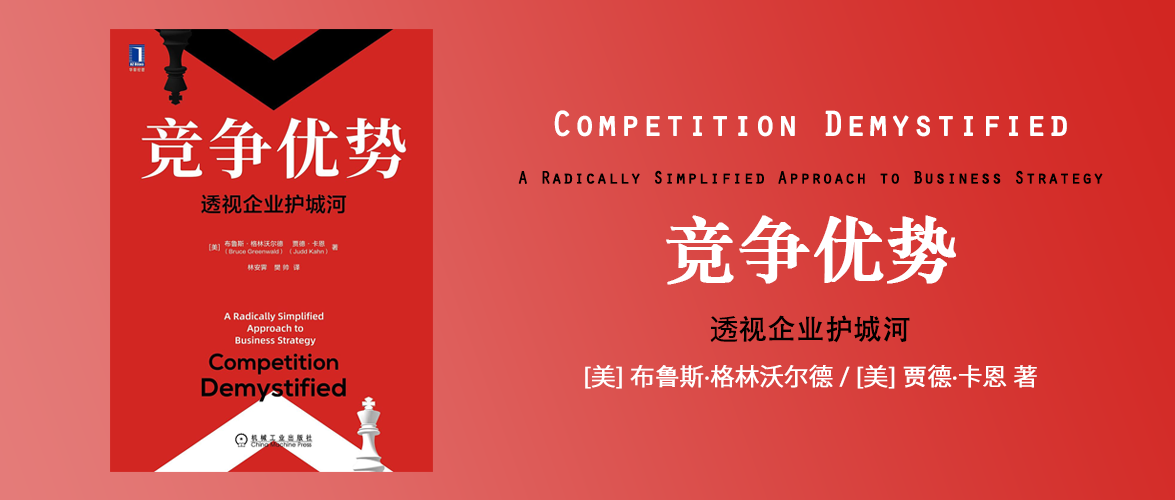 竞争优势
透视企业护城河
[美] 布鲁斯·格林沃尔德 贾德·卡恩 著
(Bruce Greenwald) (Judd Kahn)
林安霁 樊帅 译
A Radically Simplified
Approach to
Business Strategy
Competition
Demystified
机械工业出版社
China Machine Press
Competition Demystified
A Radically Simplified Approach to Business Strategy
竞争优势
透视企业护城河
[美] 布鲁斯·格林沃尔德 / [美] 贾德·卡恩 著